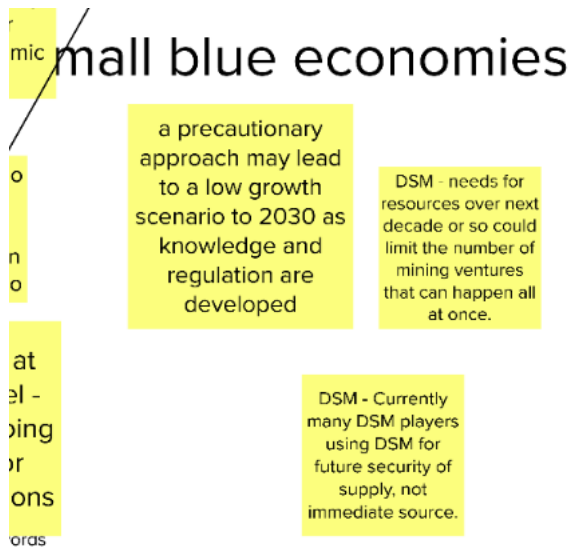 mic
mall blue economies
a precautionary
approach may lead
to a low growth
scenario to 2030 as
knowledge and
regulation are
developed
DSM - needs for
resources over next
decade or so could
limit the number of
mining ventures
that can happen all
at once.
o
n
o
at
el -
ping
or
ons
ords
DSM - Currently
many DSM players
using DSM for
future security of
supply, not
immediate source.